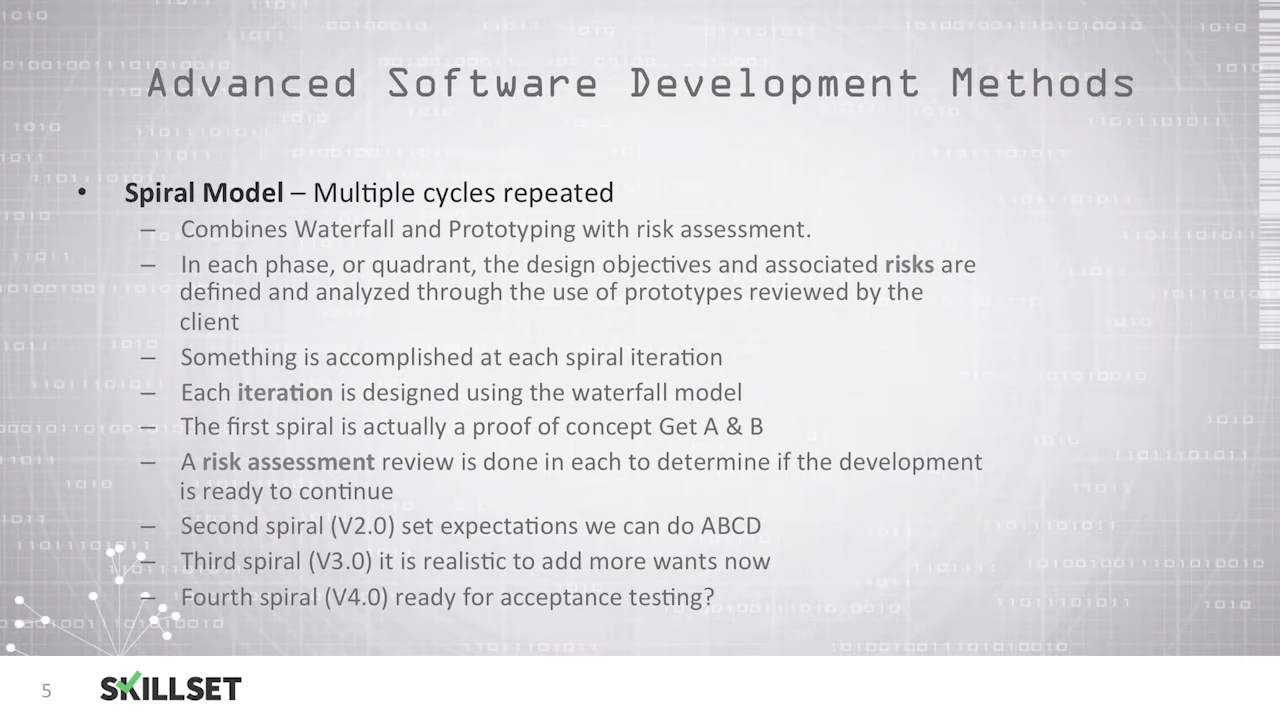 Advanced Software Development Methods
• Spiral Model – Multiple cycles repeated
– Combines Waterfall and Prototyping with risk assessment.
– In each phase, or quadrant, the design objectives and associated risks are
defined and analyzed through the use of prototypes reviewed by the
client
– Something is accomplished at each spiral iteration
– Each iteration is designed using the waterfall model
– The first spiral is actually a proof of concept Get A & B
– A risk assessment review is done in each to determine if the development
is ready to continue
– Second spiral (V2.0) set expectations we can do ABCD
– Third spiral (V3.0) it is realistic to add more wants now
– Fourth spiral (V4.0) ready for acceptance testing?
5
SKILLSET